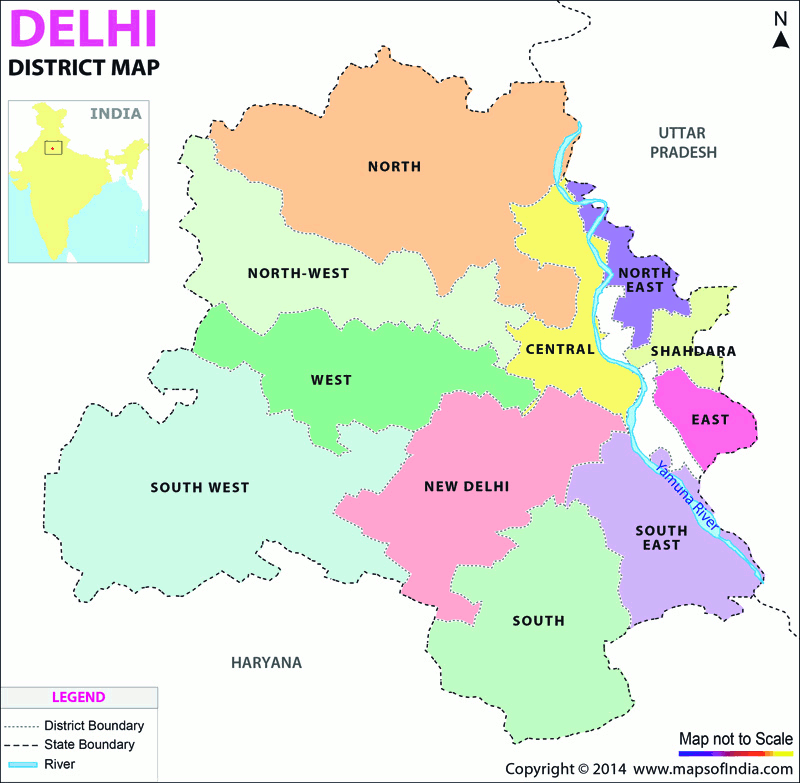 DELHI
DISTRICT MAP
N
INDIA
UTTAR
PRADESH
NORTH
NORTH-WEST
NORTH
EAST
CENTRAL
SHAHDARA
WEST
EAST
SOUTH WEST
NEW DELHI
Yamuna River
SOUTH
EAST
SOUTH
HARYANA
LEGEND
District Boundary
State Boundary
River
Map not to Scale
Copyright © 2014 www.mapsofindia.com